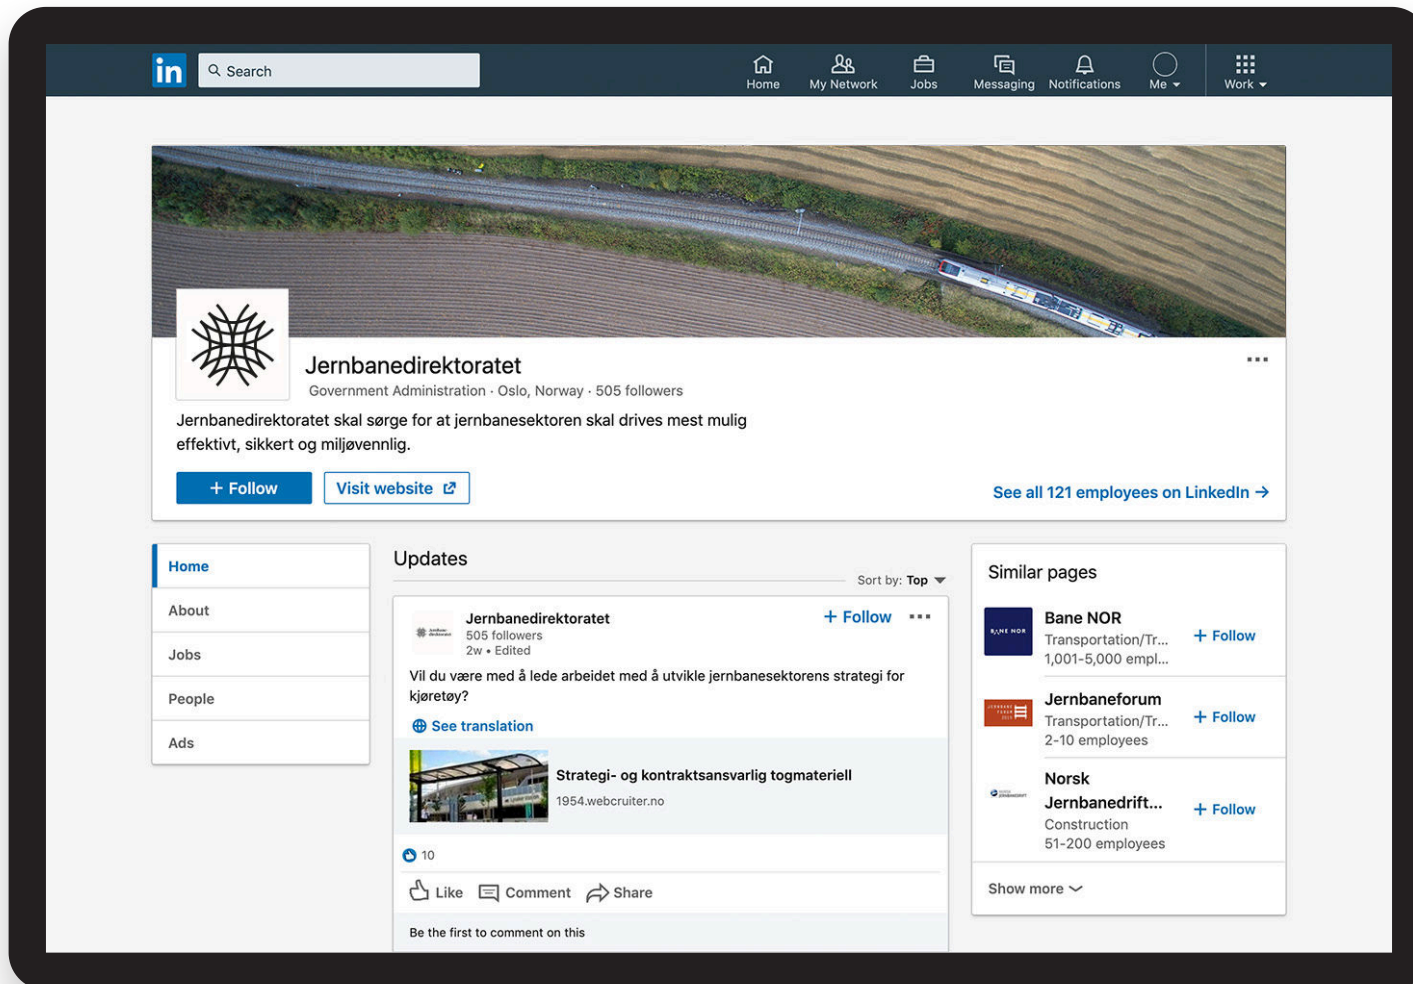 in
Search
Home
My Network
Jobs
Messaging
Notifications
Me
Work
Jernbanedirektoratet
Government Administration · Oslo, Norway · 505 followers
Jernbanedirektoratet skal sørge for at jernbanesektoren skal drives mest mulig
effektivt, sikkert og miljøvennlig.
+ Follow
Visit website
See all 121 employees on LinkedIn →
Home
About
Jobs
People
Ads
Updates
Sort by: Top
Jernbanedirektoratet
505 followers
2w • Edited
+ Follow
Vil du være med å lede arbeidet med å utvikle jernbanesektorens strategi for
kjøretøy?
See translation
Strategi- og kontraktsansvarlig togmateriell
1954.webcruiter.no
10
Like
Comment
Share
Be the first to comment on this
Similar pages
BANE NOR
Bane NOR
Transportation/Tr...
1,001-5,000 empl...
+ Follow
Jernbaneforum
Transportation/Tr...
2-10 employees
+ Follow
Norsk
Jernbanedrift...
Construction
51-200 employees
+ Follow
Show more